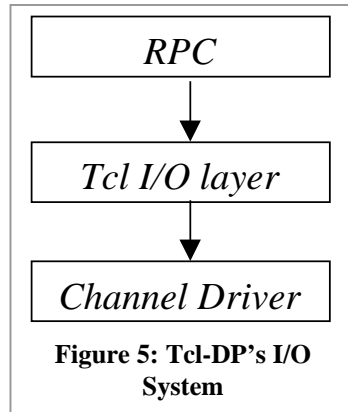 RPC
Tcl I/O layer
Channel Driver
Figure 5: Tcl-DP's I/O
System